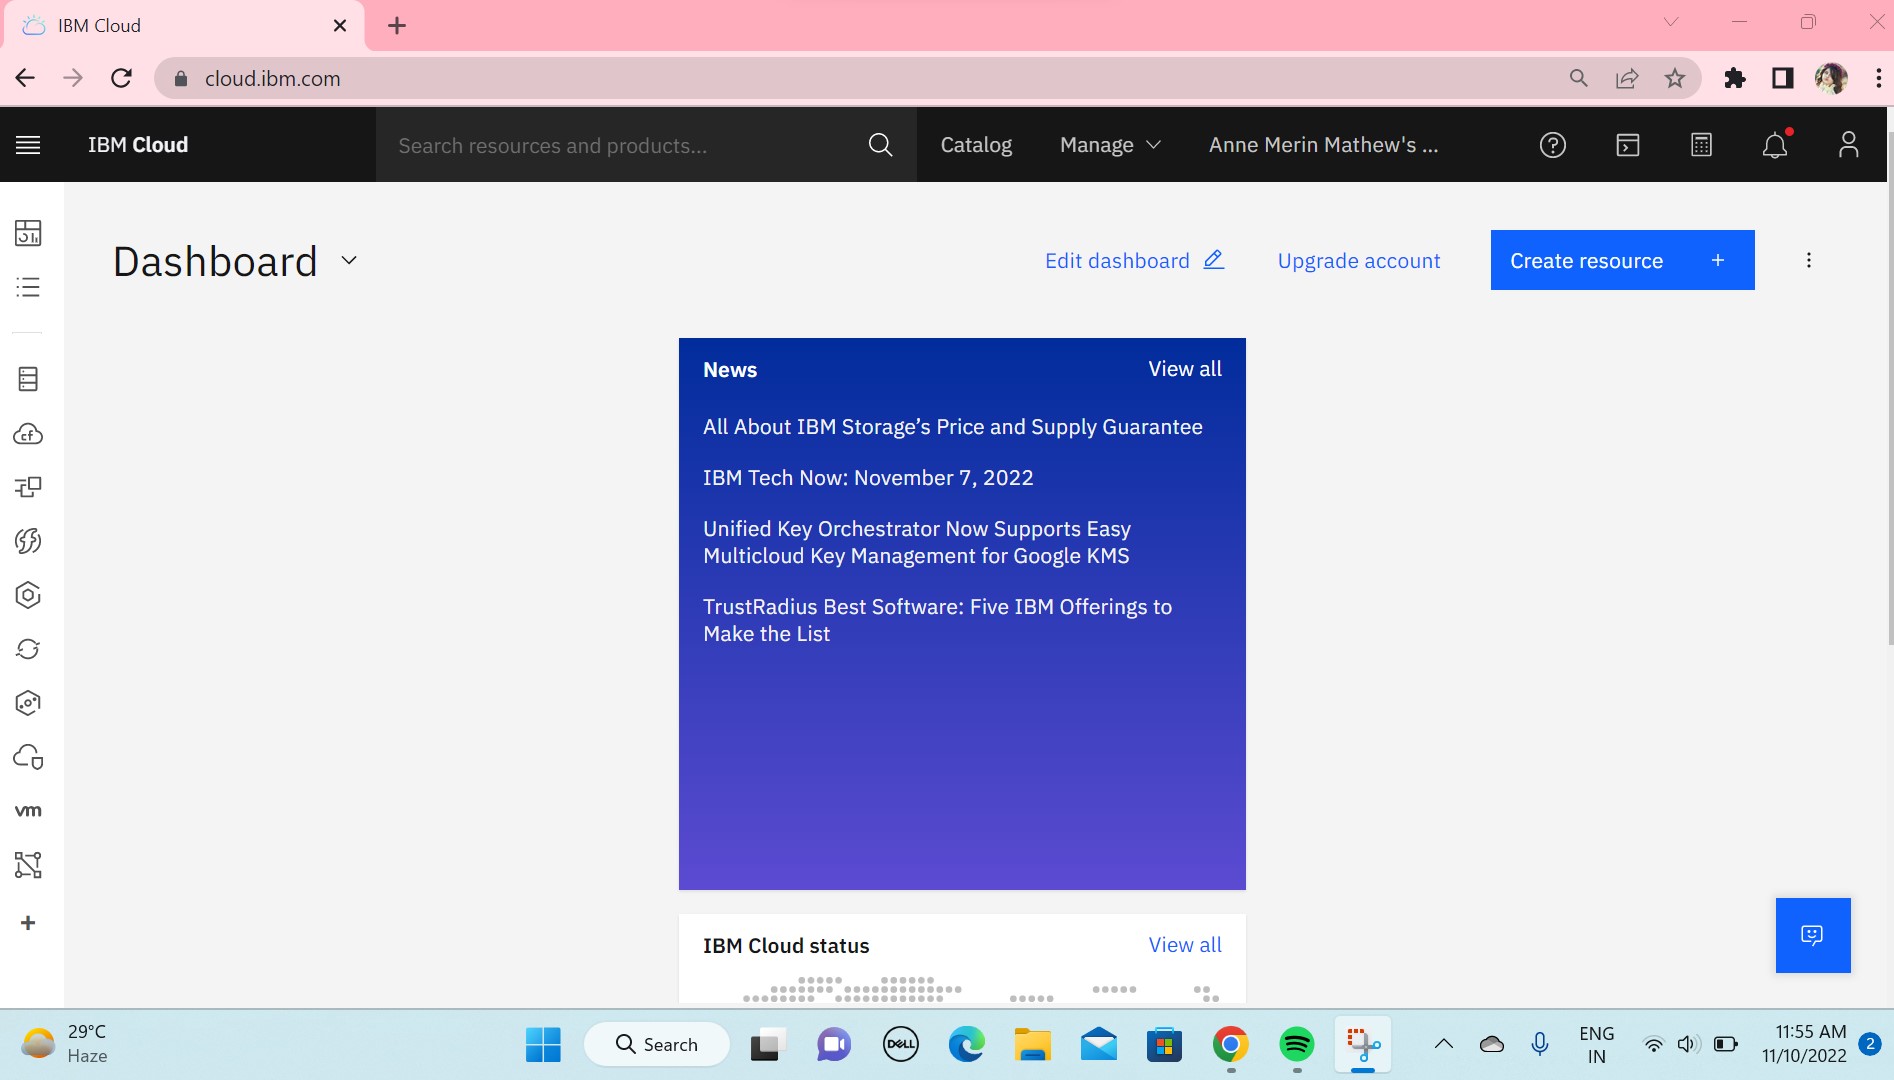 IBM Cloud
cloud.ibm.com
IBM Cloud
Search resources and products...
Catalog
Manage
Anne Merin Mathew's ...
Dashboard
Edit dashboard
Upgrade account
Create resource +
News
View all
All About IBM Storage’s Price and Supply Guarantee
IBM Tech Now: November 7, 2022
Unified Key Orchestrator Now Supports Easy
Multicloud Key Management for Google KMS
TrustRadius Best Software: Five IBM Offerings to
Make the List
cf
vm
IBM Cloud status
View all
29°C
Haze
Search
DELL
ENG
IN
11:55 AM
11/10/2022
2